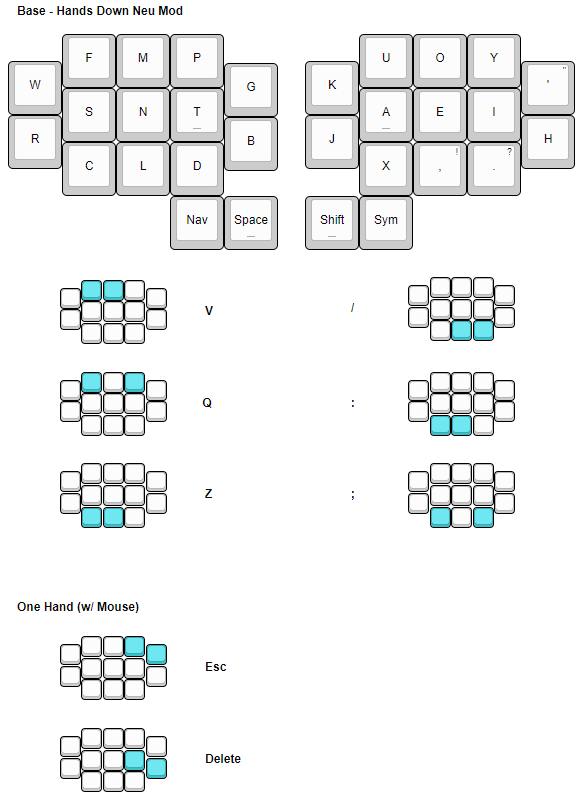 Base - Hands Down Neu Mod
F M P U O Y
W G K " '
S N T A E I
R B J H
C L D X ! , ? .
Nav Space Shift Sym
V /
Q :
Z ;
One Hand (w/ Mouse)
Esc
Delete